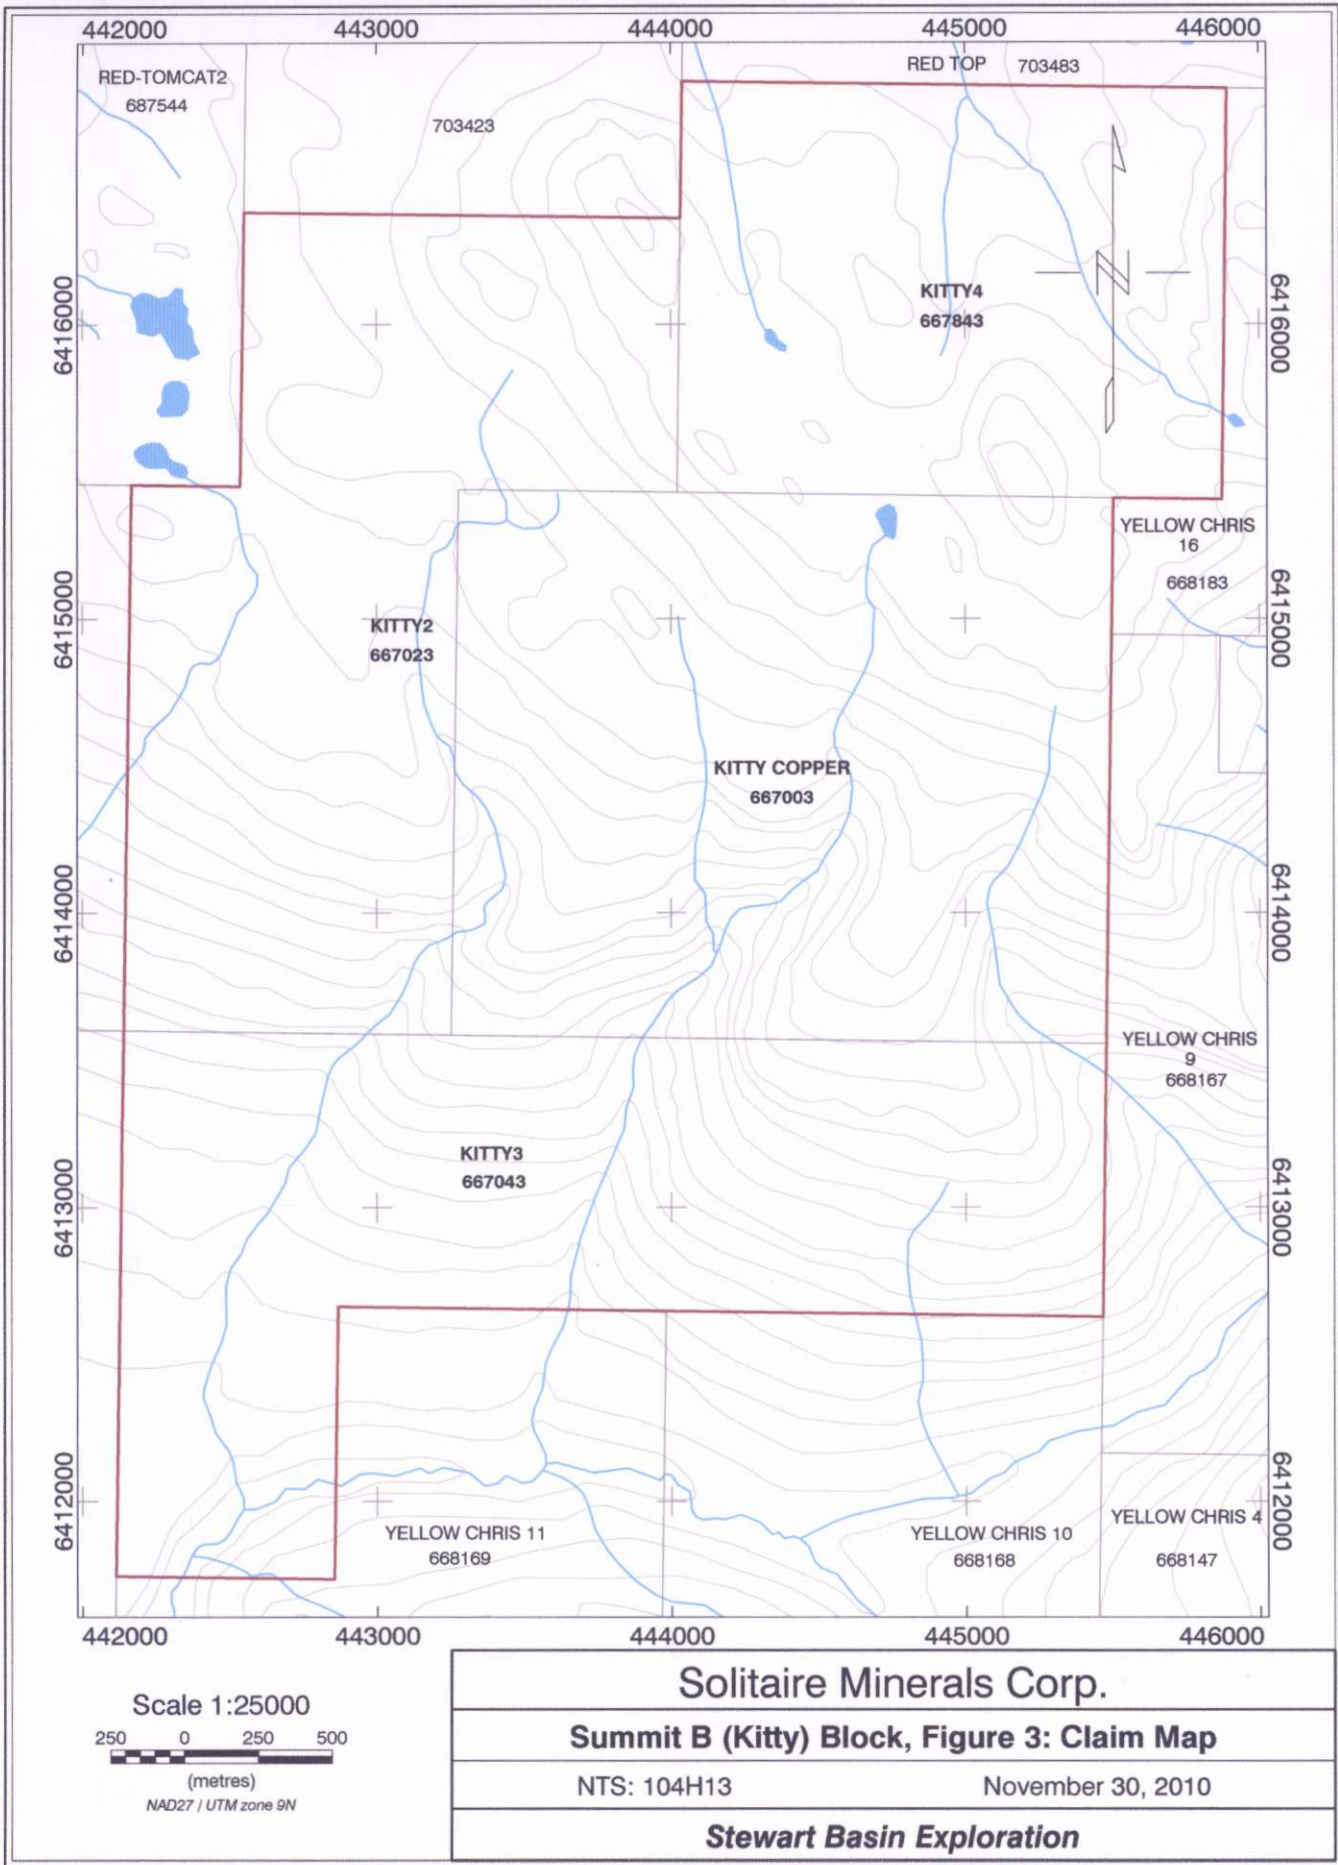 442000 443000 444000 445000 446000
RED-TOMCAT2
687544
703423
RED TOP 703483
6416000
6416000
KITTY4
667843
YELLOW CHRIS
16
668183
6415000
6415000
KITTY2
667023
KITTY COPPER
667003
6414000
6414000
YELLOW CHRIS
9
668167
KITTY3
667043
6413000
6413000
6412000
6412000
YELLOW CHRIS 11
668169
YELLOW CHRIS 10
668168
YELLOW CHRIS 4
668147
N
442000 443000 444000 445000 446000
Scale 1:25000
250 0 250 500
(metres)
NAD27 / UTM zone 9N
Solitaire Minerals Corp.
Summit B (Kitty) Block, Figure 3: Claim Map
NTS: 104H13 November 30, 2010
Stewart Basin Exploration